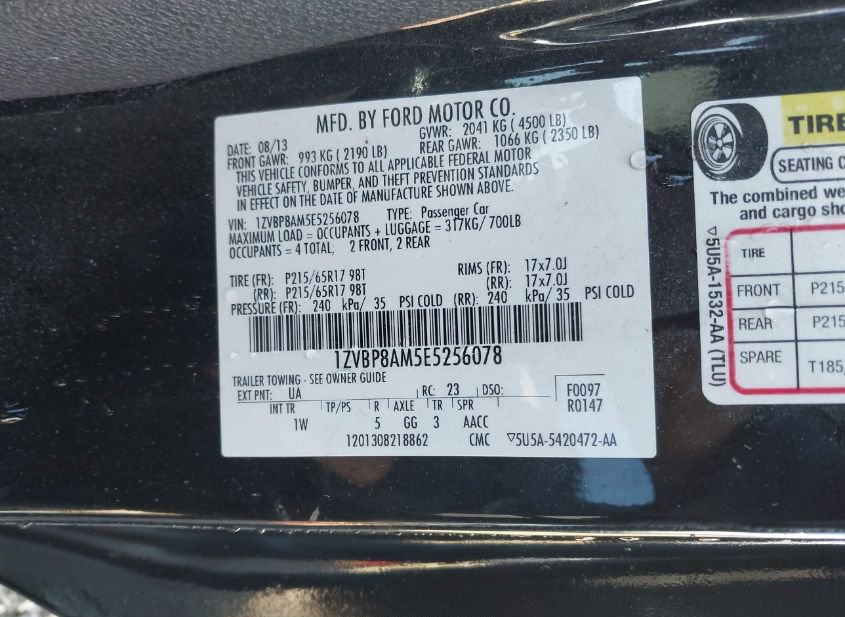 MFD. BY FORD MOTOR CO.
DATE: 08/13 GVWR: 2041 KG ( 4500 LB)
FRONT GAWR: 993 KG ( 2190 LB) REAR GAWR: 1066 KG ( 2350 LB)
THIS VEHICLE CONFORMS TO ALL APPLICABLE FEDERAL MOTOR
VEHICLE SAFETY, BUMPER, AND THEFT PREVENTION STANDARDS
IN EFFECT ON THE DATE OF MANUFACTURE SHOWN ABOVE.
VIN: 1ZVBP8AM5E5256078 TYPE: Passenger Car
MAXIMUM LOAD = OCCUPANTS + LUGGAGE = 317KG/700LB
OCCUPANTS = 4 TOTAL, 2 FRONT, 2 REAR
TIRE (FR): P215/65R17 98T RIMS (FR): 17x7.0J
(RR): P215/65R17 98T (RR): 17x7.0J
PRESSURE (FR): 240 kPa/ 35 PSI COLD (RR): 240 kPa/ 35 PSI COLD
1ZVBP8AM5E5256078
TRAILER TOWING - SEE OWNER GUIDE
EXT PNT: UA RC: 23 DSO: F0097
INT TR TP/PS R AXLE TR SPR R0147
1W 5 GG 3 AACC
1201308218862 CMC ▽5U5A-5420472-AA
TIRE
SEATING C
The combined we
and cargo sho
▽5U5A-1532-AA (TLU)
TIRE
FRONT P215
REAR P215
SPARE T185